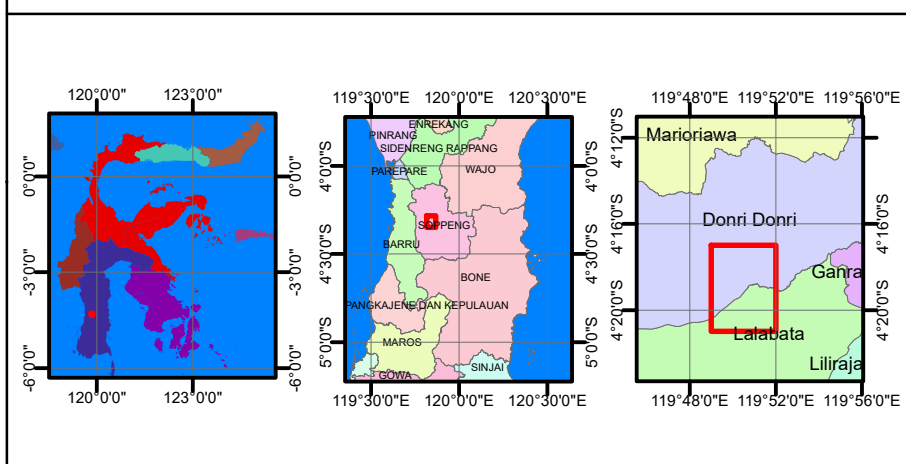 120°0'0" 123°0'0"
0°0'0"
-3°0'0"
-6°0'0"
0°0'0"
-3°0'0"
-6°0'0"
120°0'0" 123°0'0"
119°30'0"E 120°0'0"E 120°30'0"E
4°0'0"S
4°30'0"S
5°0'0"S
ENREKANG
PINRANG
SIDENRENG RAPPANG
PAREPARE
WAJO
SOPPENG
BARRU
BONE
PANGKAJENE DAN KEPULAUAN
MAROS
SINJAI
GOWA
4°0'0"S
4°30'0"S
5°0'0"S
119°30'0"E 120°0'0"E 120°30'0"E
119°48'0"E 119°52'0"E 119°56'0"E
4°12'0"S
4°16'0"S
4°20'0"S
Marioriawa
Donri Donri
Ganra
Lalabata
Liliraja
4°12'0"S
4°16'0"S
4°20'0"S
119°48'0"E 119°52'0"E 119°56'0"E